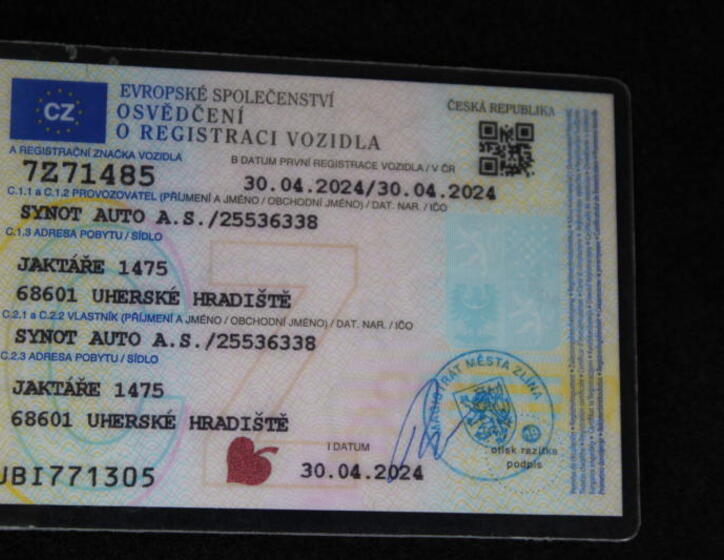 CZ
EVROPSKÉ SPOLEČENSTVÍ
OSVĚDČENÍ
O REGISTRACI VOZIDLA
ČESKÁ REPUBLIKA
A REGISTRAČNÍ ZNAČKA VOZIDLA
B DATUM PRVNÍ REGISTRACE VOZIDLA / V ČR
7Z71485
30.04.2024/30.04.2024
C.1.1 a C.1.2 PROVOZOVATEL (PŘÍJMENÍ A JMÉNO / OBCHODNÍ JMÉNO) / DAT. NAR. / IČO
SYNOT AUTO A.S./25536338
C.1.3 ADRESA POBYTU / SÍDLO
JAKTÁŘE 1475
68601 UHERSKÉ HRADIŠTĚ
C.2.1 a C.2.2 VLASTNÍK (PŘÍJMENÍ A JMÉNO / OBCHODNÍ JMÉNO) / DAT. NAR. / IČO
SYNOT AUTO A.S./25536338
C.2.3 ADRESA POBYTU / SÍDLO
JAKTÁŘE 1475
68601 UHERSKÉ HRADIŠTĚ
MAGISTRÁT MĚSTA ZLÍNA
I DATUM
30.04.2024
otisk razítka
podpis
UBI771305